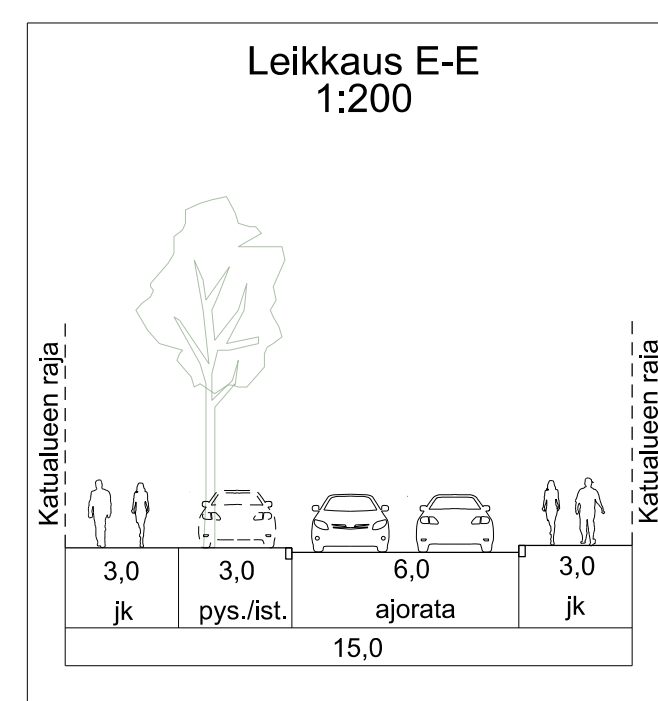 Leikkaus E-E
1:200
Katualueen raja
Katualueen raja
3,0 3,0 6,0 3,0
jk pys./ist. ajorata jk
15,0